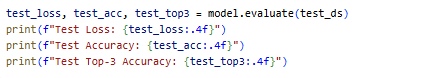 test_loss, test_acc, test_top3 = model.evaluate(test_ds)
print(f"Test Loss: {test_loss:.4f}")
print(f"Test Accuracy: {test_acc:.4f}")
print(f"Test Top-3 Accuracy: {test_top3:.4f}")